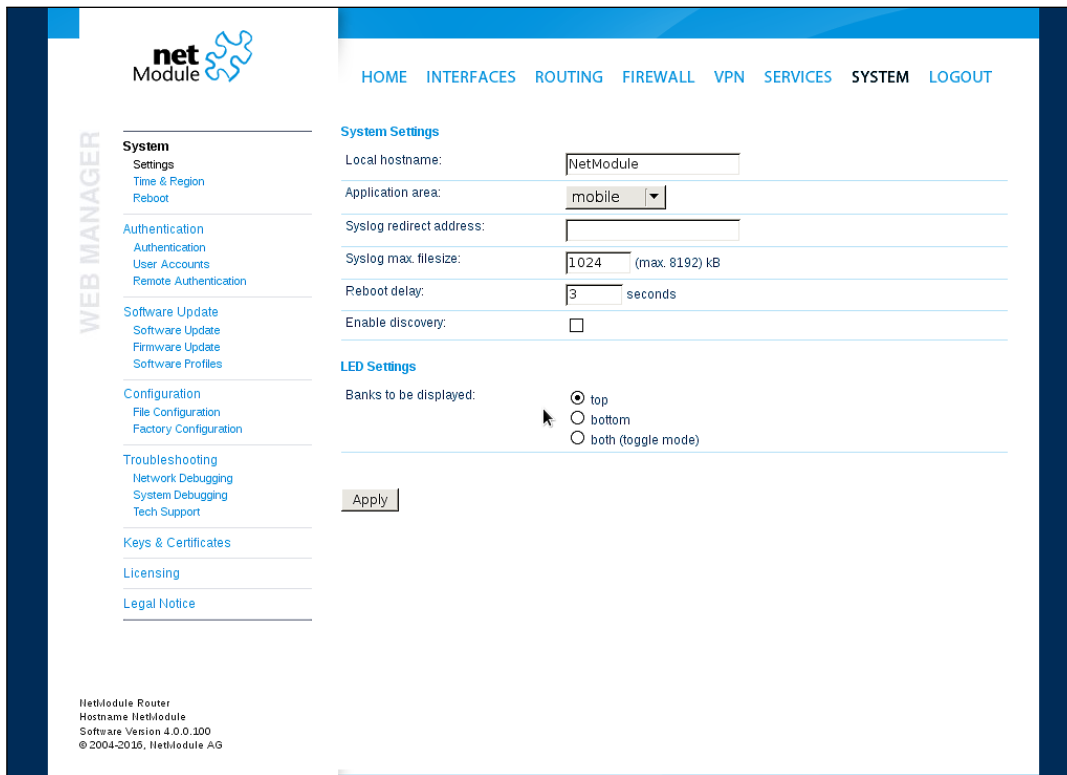 net
Module
HOME INTERFACES ROUTING FIREWALL VPN SERVICES SYSTEM LOGOUT
WEB MANAGER
System
Settings
Time & Region
Reboot
Authentication
Authentication
User Accounts
Remote Authentication
Software Update
Software Update
Firmware Update
Software Profiles
Configuration
File Configuration
Factory Configuration
Troubleshooting
Network Debugging
System Debugging
Tech Support
Keys & Certificates
Licensing
Legal Notice
System Settings
Local hostname: NetModule
Application area: mobile
Syslog redirect address:
Syslog max. filesize: 1024 (max. 8192) kB
Reboot delay: 3 seconds
Enable discovery:
LED Settings
Banks to be displayed: top
bottom
both (toggle mode)
Apply
NetModule Router
Hostname NetModule
Software Version 4.0.0.100
© 2004-2016, NetModule AG